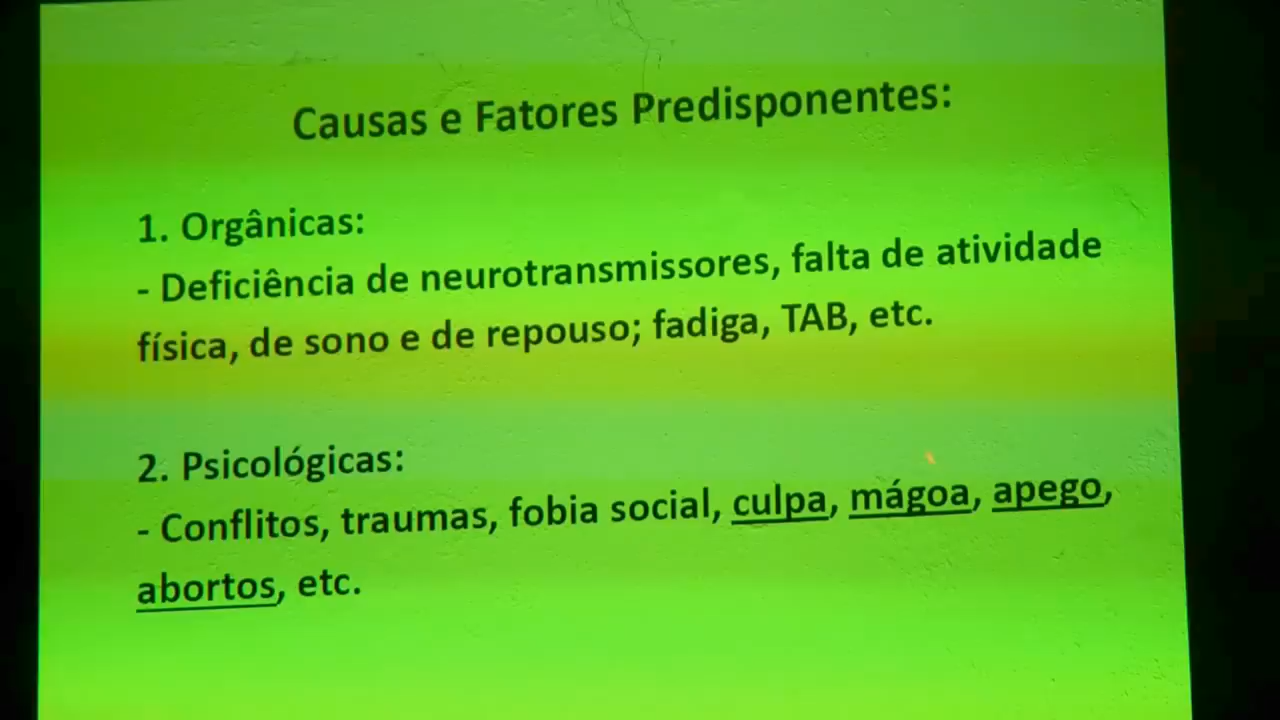 Causas e Fatores Predisponentes:
1. Orgânicas:
- Deficiência de neurotransmissores, falta de atividade
física, de sono e de repouso; fadiga, TAB, etc.
2. Psicológicas:
- Conflitos, traumas, fobia social, culpa, mágoa, apego,
abortos, etc.